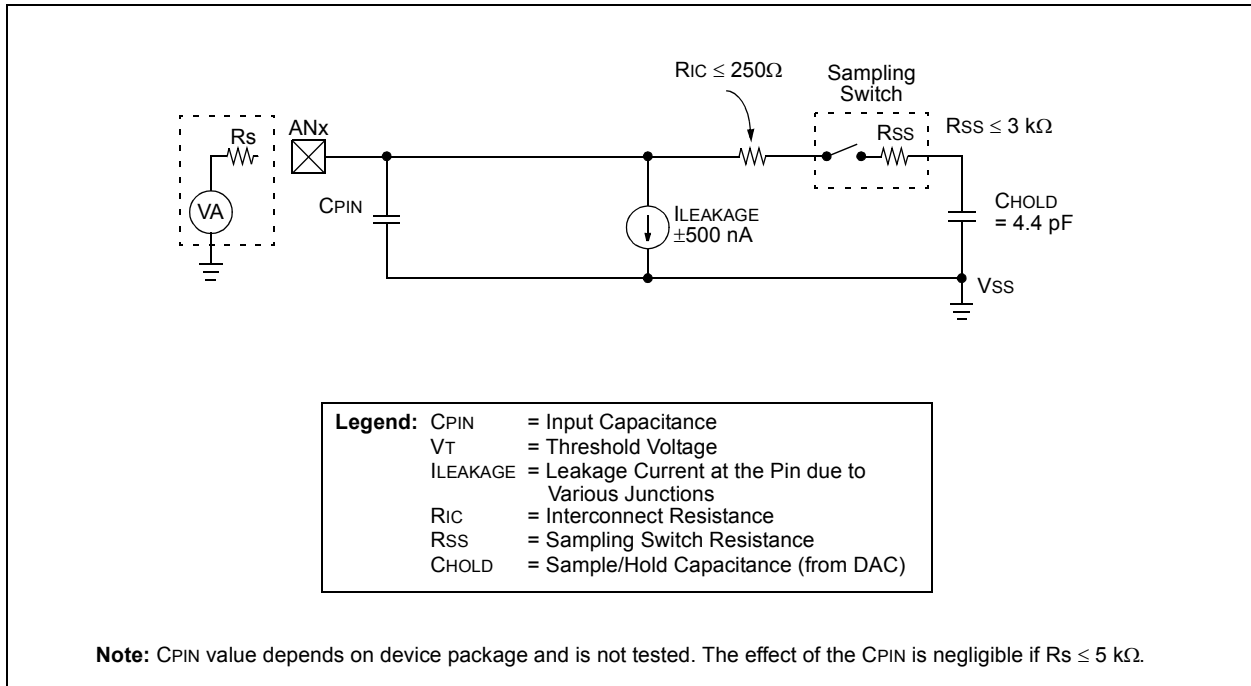 RIC ≤ 250Ω
Sampling
Switch
ANx
Rs
RSS
RSS ≤ 3 kΩ
VA
CPIN
ILEAKAGE
±500 nA
CHOLD
= 4.4 pF
VSS
Legend: CPIN = Input Capacitance
VT = Threshold Voltage
ILEAKAGE = Leakage Current at the Pin due to
Various Junctions
RIC = Interconnect Resistance
RSS = Sampling Switch Resistance
CHOLD = Sample/Hold Capacitance (from DAC)
Note: CPIN value depends on device package and is not tested. The effect of the CPIN is negligible if Rs ≤ 5 kΩ.